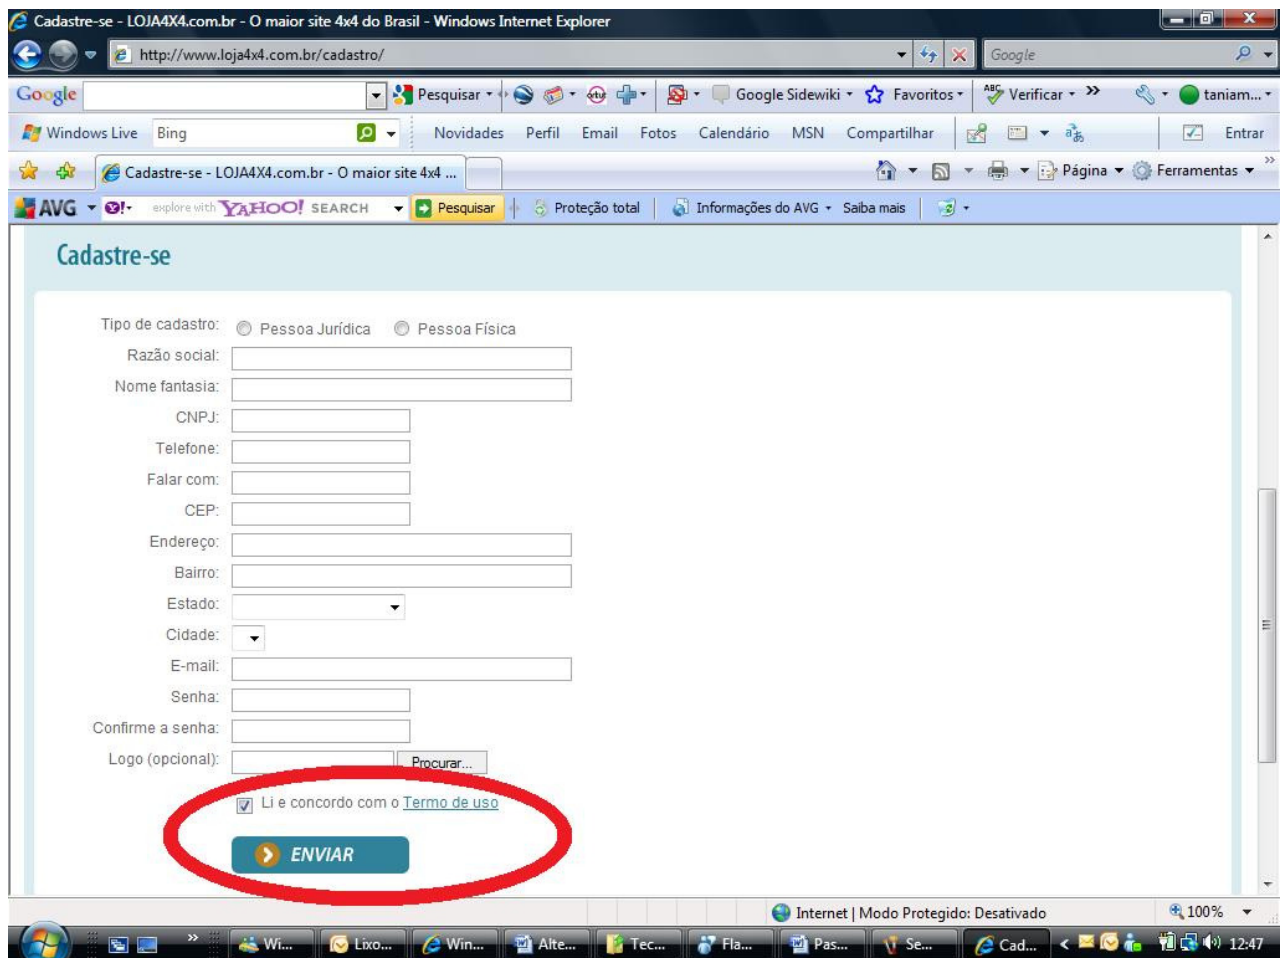 Cadastre-se - LOJA4X4.com.br - O maior site 4x4 do Brasil - Windows Internet Explorer
http://www.loja4x4.com.br/cadastro/ Google
Google Pesquisar Google Sidewiki Favoritos ABC Verificar >> taniam...
Windows Live Bing Novidades Perfil Email Fotos Calendário MSN Compartilhar Entrar
Cadastre-se - LOJA4X4.com.br - O maior site 4x4 ... Página Ferramentas >>
AVG Y! explore with YAHOO! SEARCH Pesquisar Proteção total Informações do AVG Saiba mais
Cadastre-se
Tipo de cadastro: Pessoa Jurídica Pessoa Física
Razão social:
Nome fantasia:
CNPJ:
Telefone:
Falar com:
CEP:
Endereço:
Bairro:
Estado:
Cidade:
E-mail:
Senha:
Confirme a senha:
Logo (opcional): Procurar...
Li e concordo com o Termo de uso
ENVIAR
Internet | Modo Protegido: Desativado 100%
>> Wi... Lixo... Win... Alte... Tec... Fla... Pas... Se... Cad... < 12:47